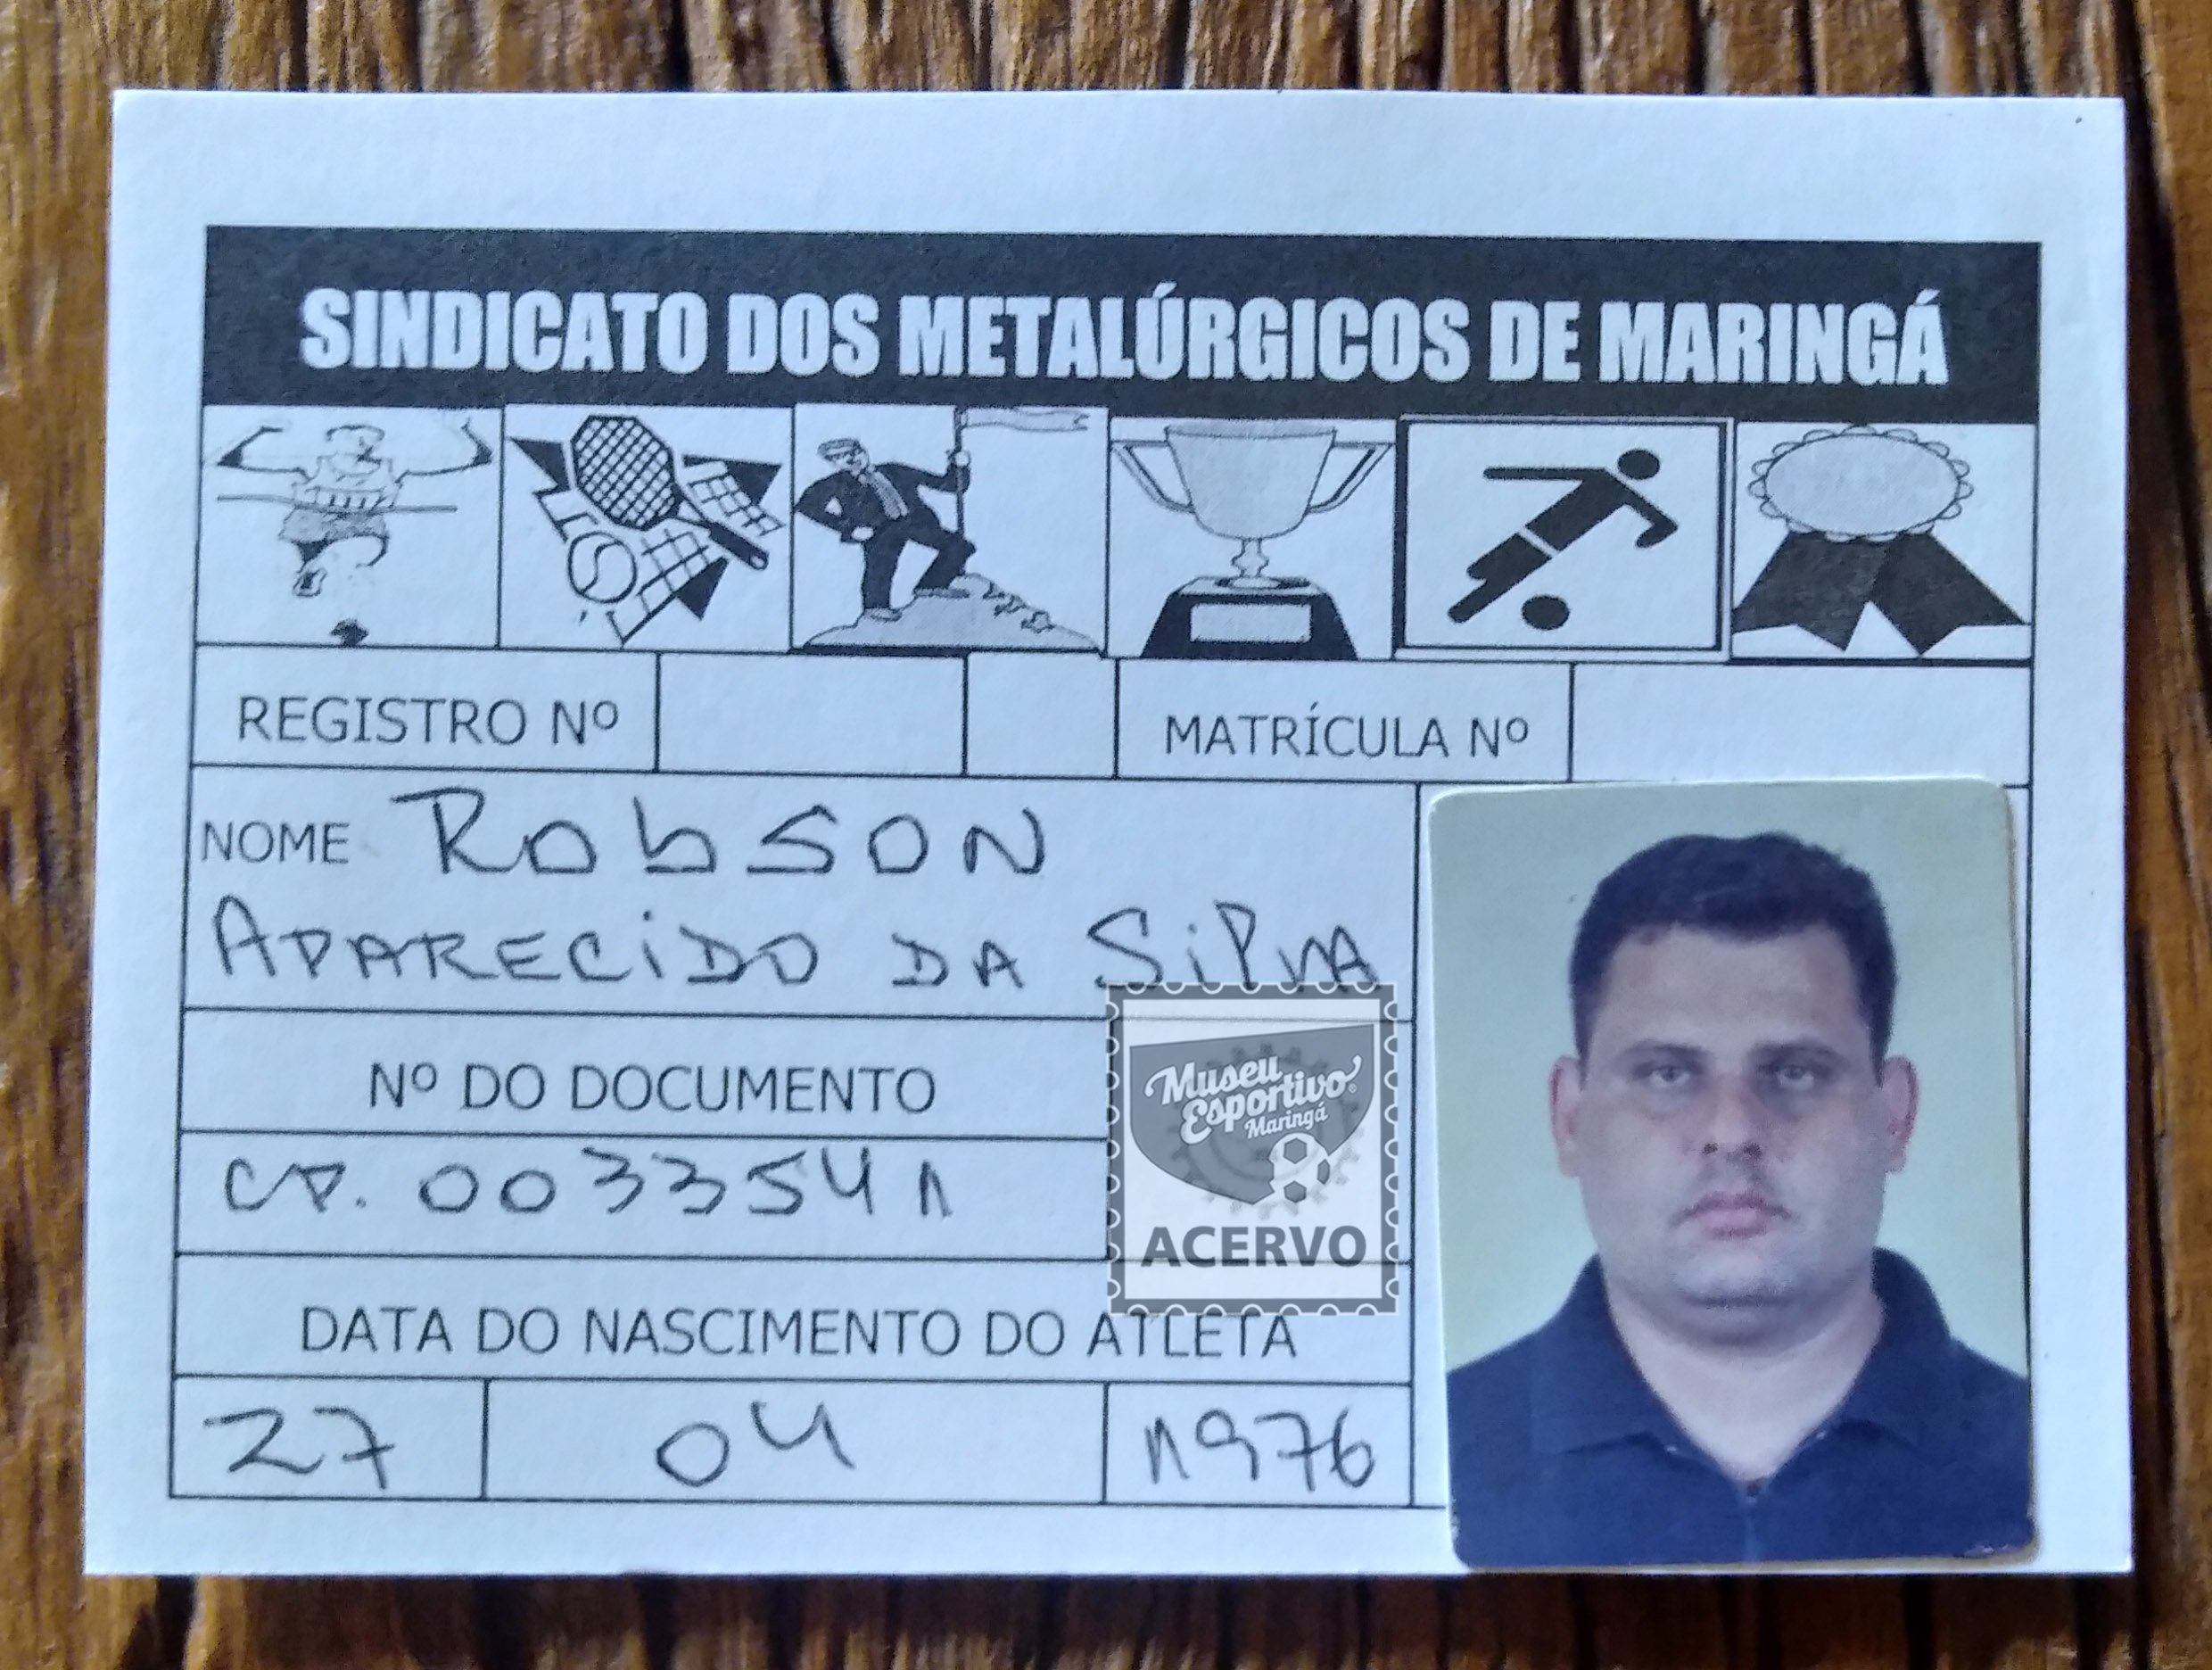 SINDICATO DOS METALÚRGICOS DE MARINGÁ
REGISTRO Nº
MATRÍCULA Nº
NOME RobSON
APARECiDO DA SilvA
Nº DO DOCUMENTO
CP. 0033541
DATA DO NASCIMENTO DO ATLETA
27 04 1976
Museu
Esportivo®
Maringá
ACERVO